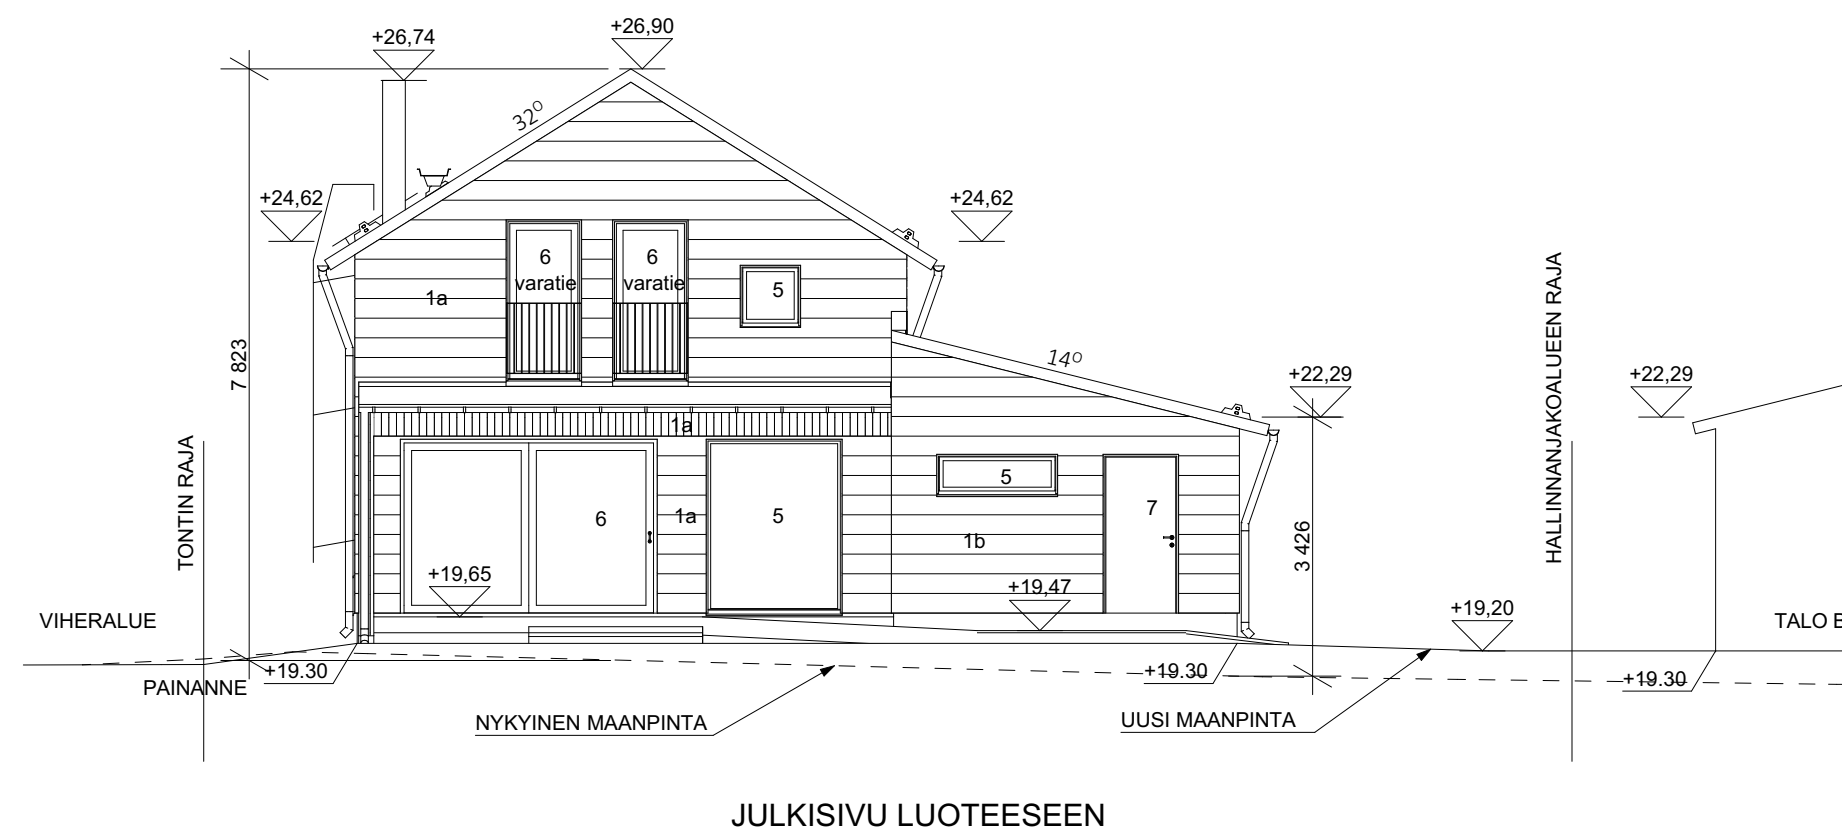 +26,90
+26,74
32°
+24,62
+24,62
6
varatie
6
varatie
5
1a
7 823
14°
+22,29
+22,29
HALLINNANJAKOALUEEN RAJA
TONTIN RAJA
1a
6
1a
5
5
7
1b
3 426
+19,65
+19,47
+19,20
VIHERALUE
TALO B
+19.30
+19.30
+19.30
PAINANNE
NYKYINEN MAANPINTA
UUSI MAANPINTA
JULKISIVU LUOTEESEEN